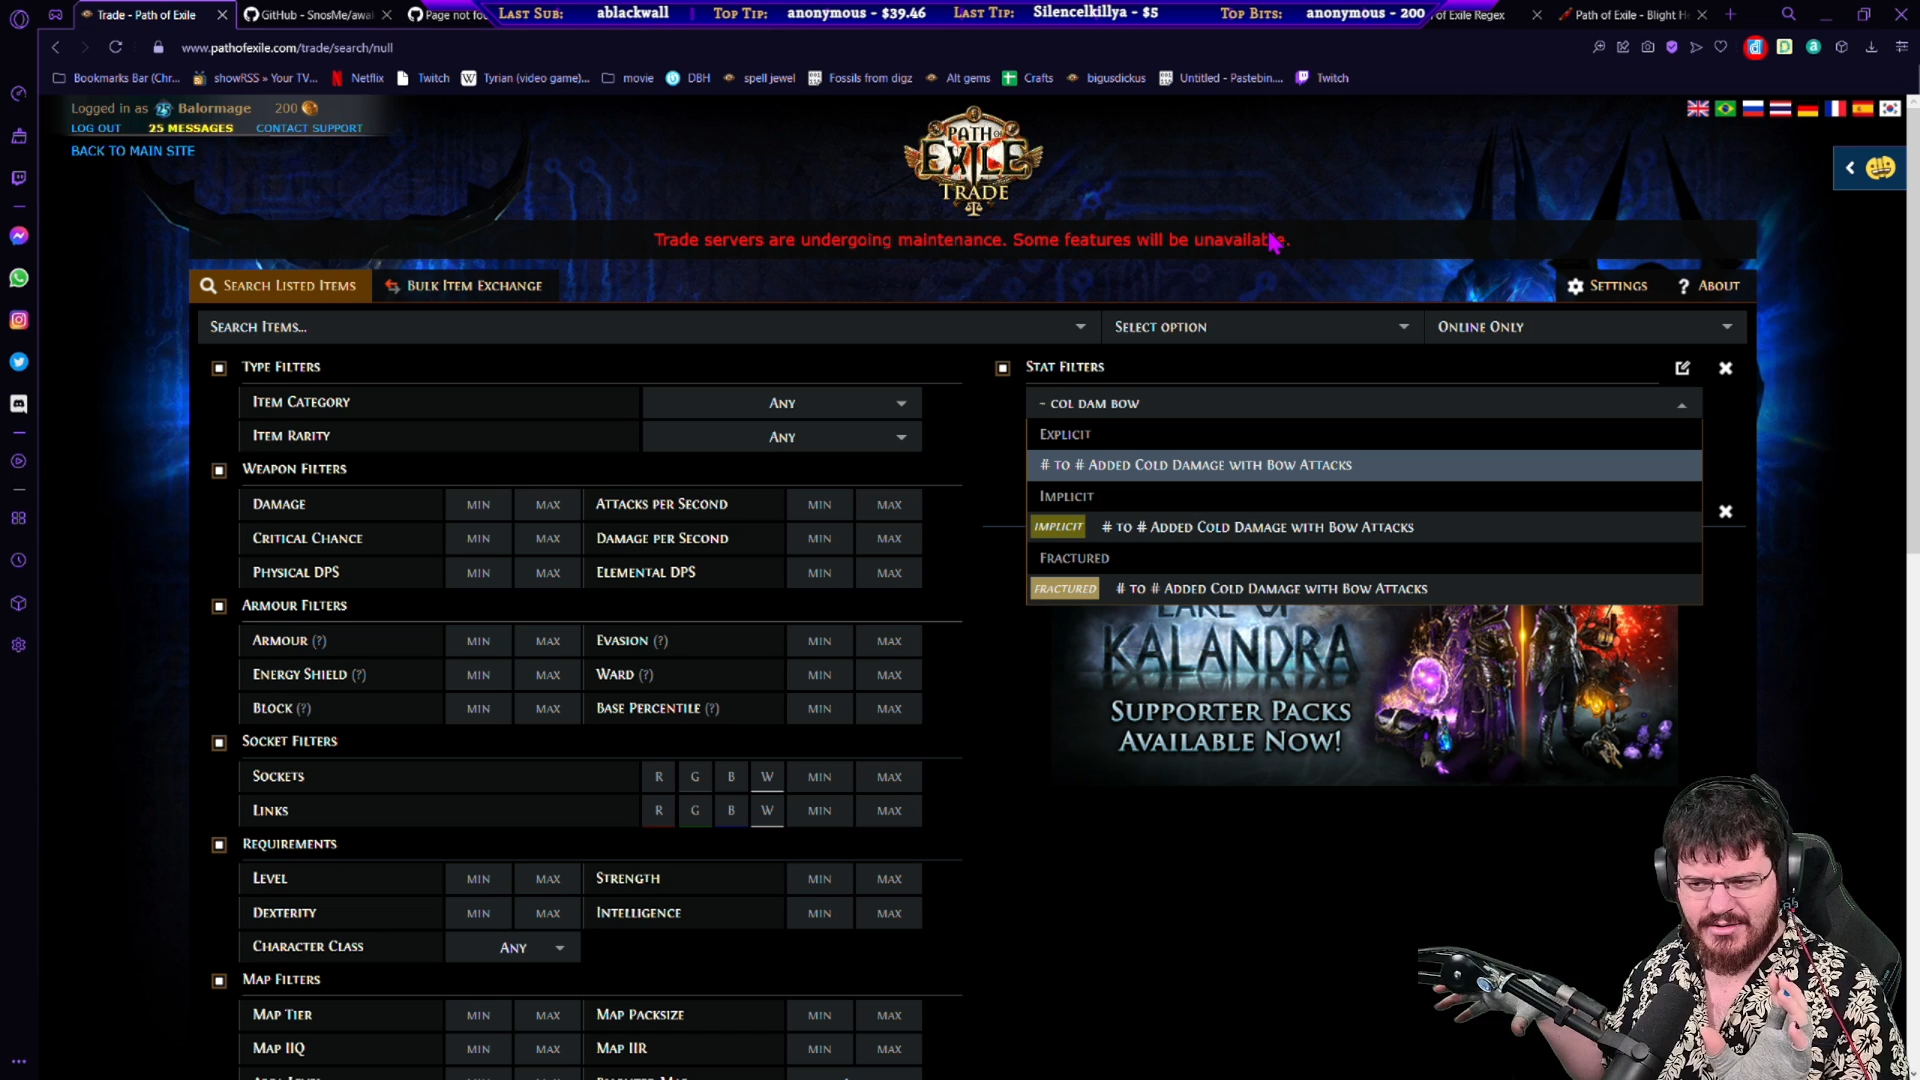 Trade - Path of Exile
GitHub - SnosMe/awa
Page not fou
LAST SUB: ablackwall
TOP TIP: anonymous - $39.46
LAST TIP: Silencelkillya - $5
TOP BITS: anonymous - 200
of Exile Regex
Path of Exile - Blight H
www.pathofexile.com/trade/search/null
Bookmarks Bar (Chr...
showRSS » Your TV...
Netflix
Twitch
Tyrian (video game)...
movie
DBH
spell jewel
Fossils from digz
Alt gems
Crafts
bigusdickus
Untitled - Pastebin....
Twitch
Logged in as Balormage 200
LOG OUT 25 MESSAGES CONTACT SUPPORT
BACK TO MAIN SITE
PATH OF
EXILE
TRADE
Trade servers are undergoing maintenance. Some features will be unavailable.
SEARCH LISTED ITEMS
BULK ITEM EXCHANGE
SETTINGS
? ABOUT
SEARCH ITEMS...
SELECT OPTION
ONLINE ONLY
TYPE FILTERS
ITEM CATEGORY ANY
ITEM RARITY ANY
WEAPON FILTERS
DAMAGE MIN MAX ATTACKS PER SECOND MIN MAX
CRITICAL CHANCE MIN MAX DAMAGE PER SECOND MIN MAX
PHYSICAL DPS MIN MAX ELEMENTAL DPS MIN MAX
ARMOUR FILTERS
ARMOUR (?) MIN MAX EVASION (?) MIN MAX
ENERGY SHIELD (?) MIN MAX WARD (?) MIN MAX
BLOCK (?) MIN MAX BASE PERCENTILE (?) MIN MAX
SOCKET FILTERS
SOCKETS R G B W MIN MAX
LINKS R G B W MIN MAX
REQUIREMENTS
LEVEL MIN MAX STRENGTH MIN MAX
DEXTERITY MIN MAX INTELLIGENCE MIN MAX
CHARACTER CLASS ANY
MAP FILTERS
MAP TIER MIN MAX MAP PACKSIZE MIN MAX
MAP IIQ MIN MAX MAP IIR MIN MAX
STAT FILTERS
~ COL DAM BOW
EXPLICIT
# TO # ADDED COLD DAMAGE WITH BOW ATTACKS
IMPLICIT
IMPLICIT # TO # ADDED COLD DAMAGE WITH BOW ATTACKS
FRACTURED
FRACTURED # TO # ADDED COLD DAMAGE WITH BOW ATTACKS
LAKE OF
KALANDRA
SUPPORTER PACKS
AVAILABLE NOW!